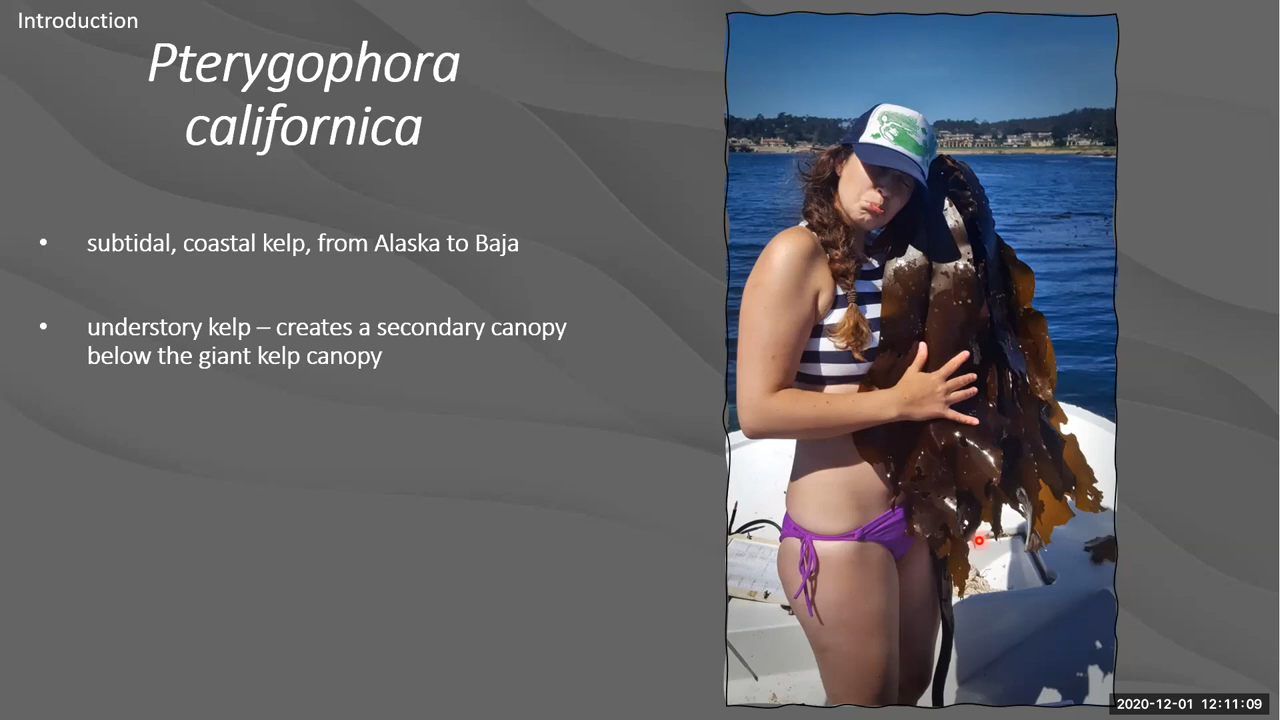 Introduction
Pterygophora
californica
• subtidal, coastal kelp, from Alaska to Baja
• understory kelp – creates a secondary canopy
below the giant kelp canopy
2020-12-01 12:11:09